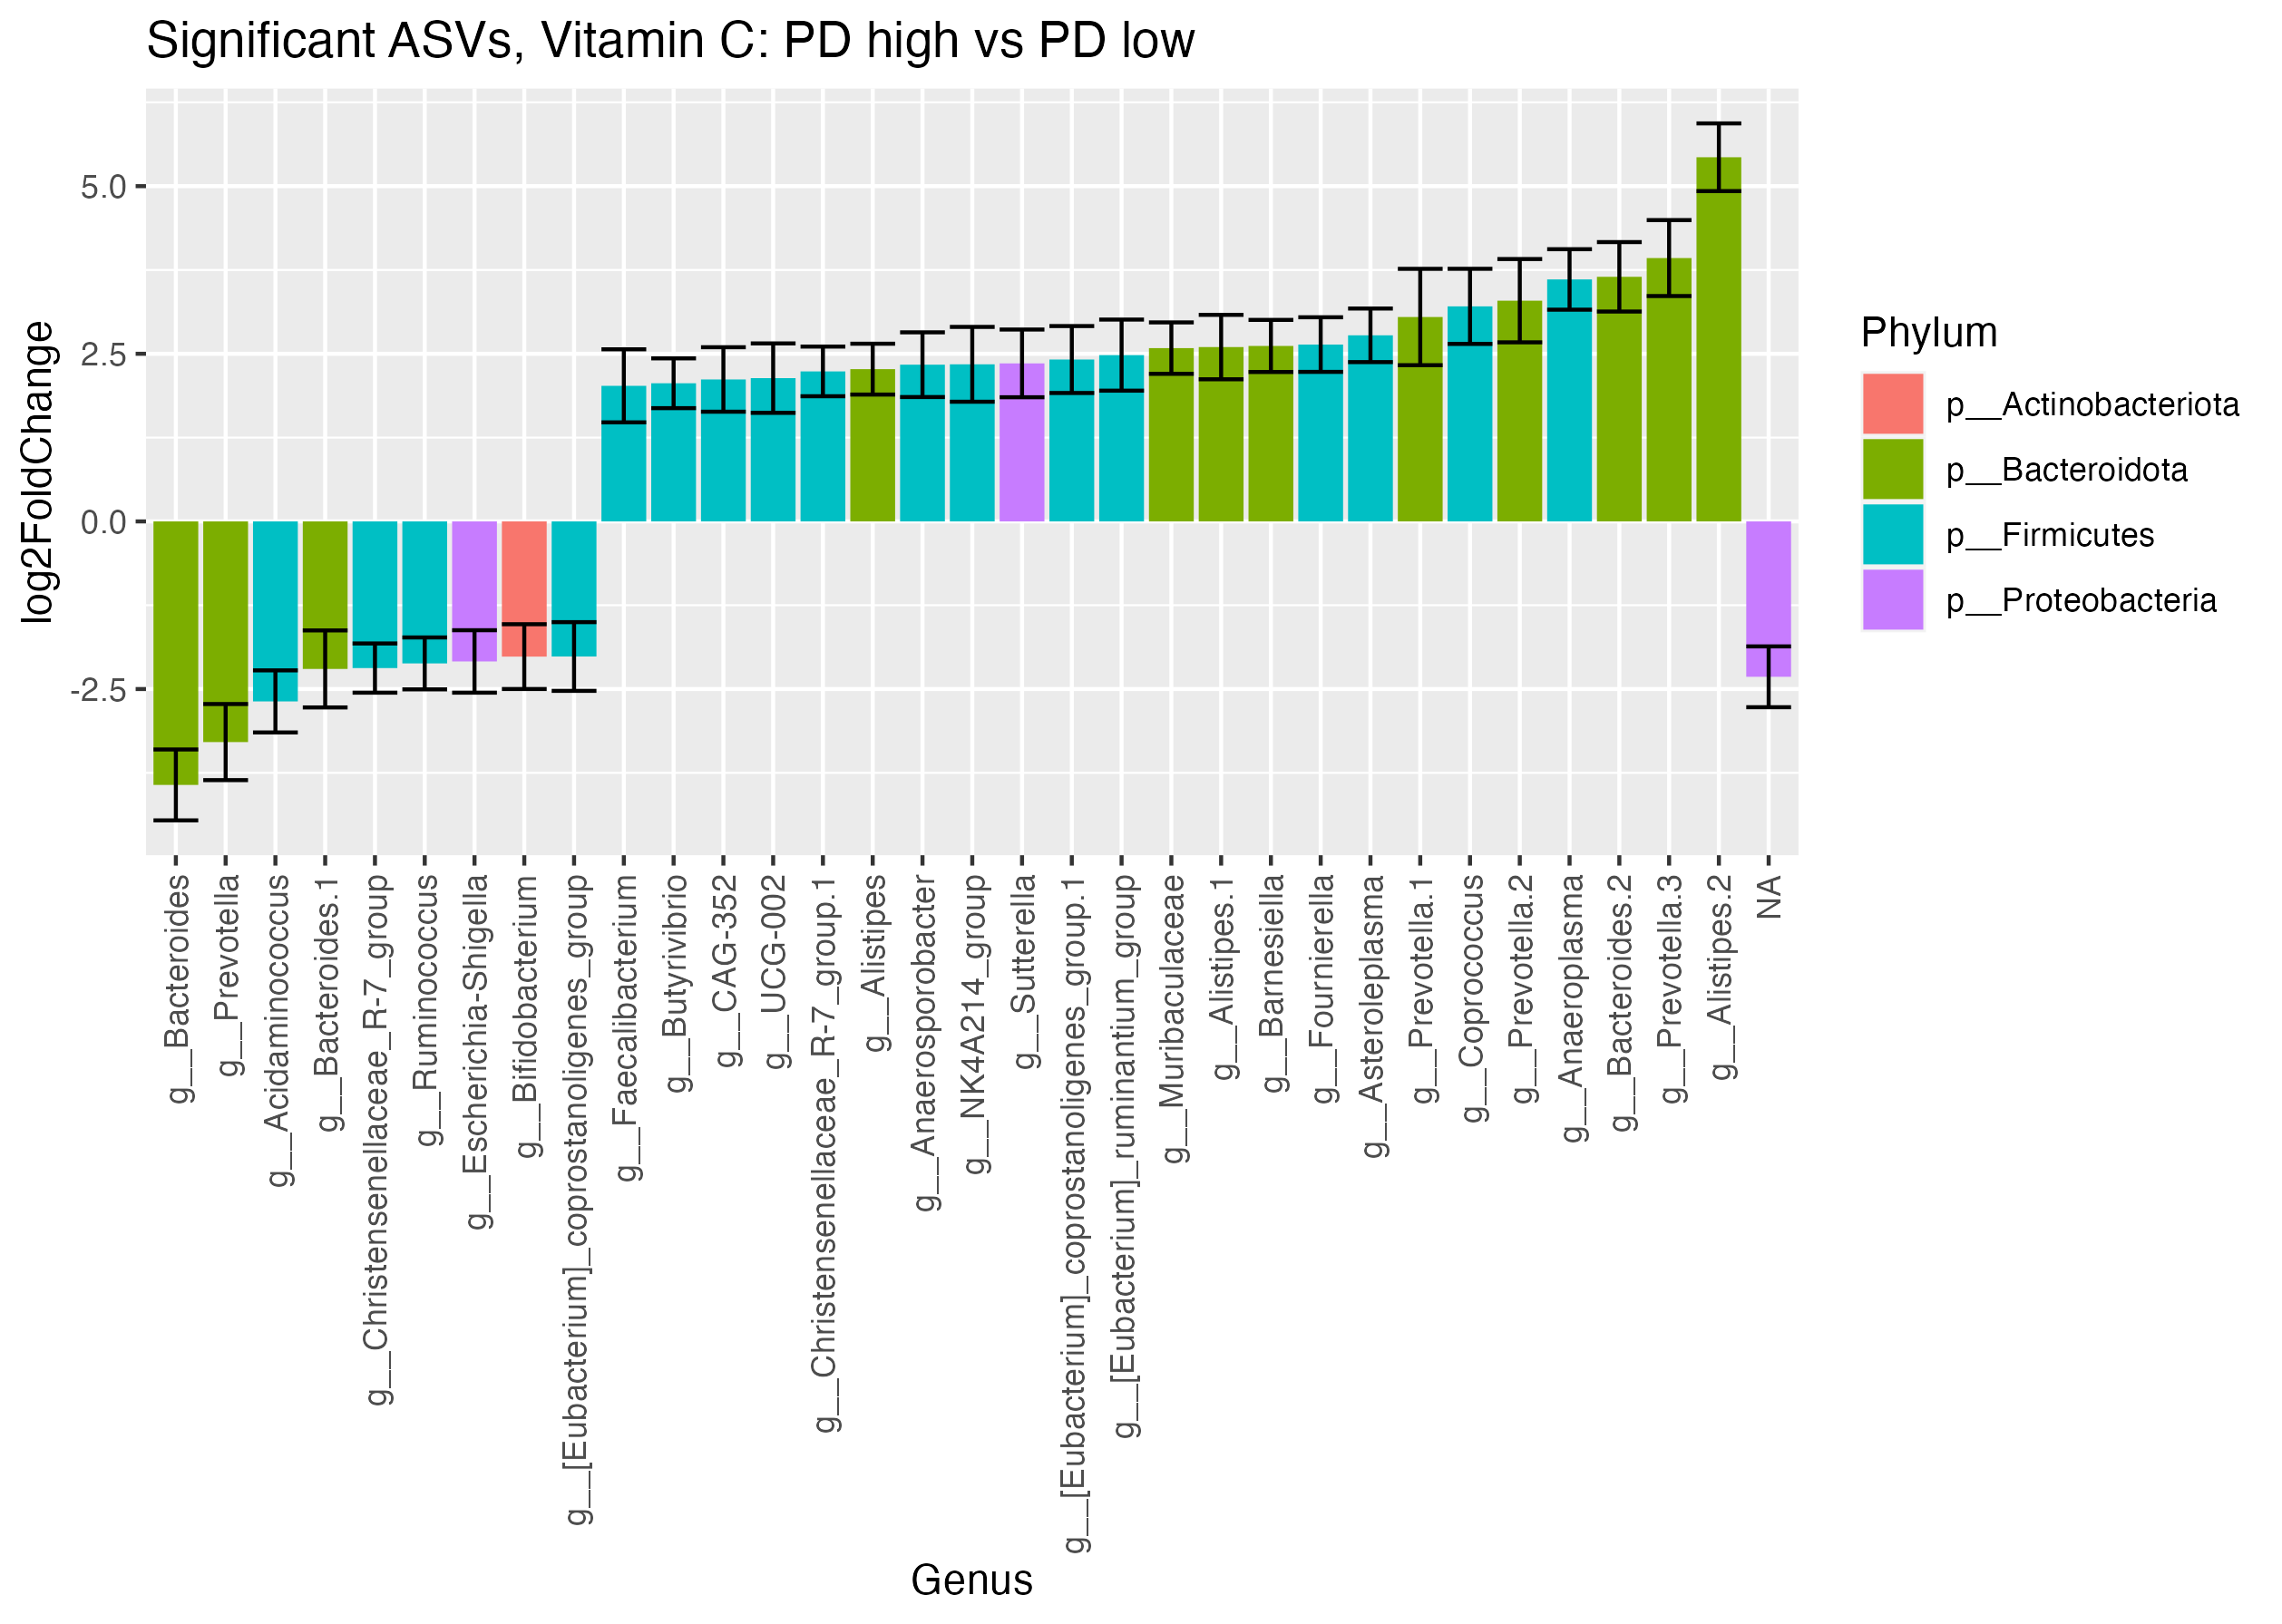 Significant ASVs, Vitamin C: PD high vs PD low
log2FoldChange
5.0
2.5
0.0
-2.5
g__Bacteroides
g__Prevotella
g__Acidaminococcus
g__Bacteroides.1
g__Christensenellaceae_R-7_group
g__Ruminococcus
g__Escherichia-Shigella
g__Bifidobacterium
g__[Eubacterium]_coprostanoligenes_group
g__Faecalibacterium
g__Butyrivibrio
g__CAG-352
g__UCG-002
g__Christensenellaceae_R-7_group.1
g__Alistipes
g__Anaerosporobacter
g__NK4A214_group
g__Sutterella
g__[Eubacterium]_coprostanoligenes_group.1
g__[Eubacterium]_ruminantium_group
g__Muribaculaceae
g__Alistipes.1
g__Barnesiella
g__Fournierella
g__Asteroleplasma
g__Prevotella.1
g__Coprococcus
g__Prevotella.2
g__Anaeroplasma
g__Bacteroides.2
g__Prevotella.3
g__Alistipes.2
NA
Genus
Phylum
p__Actinobacteriota
p__Bacteroidota
p__Firmicutes
p__Proteobacteria